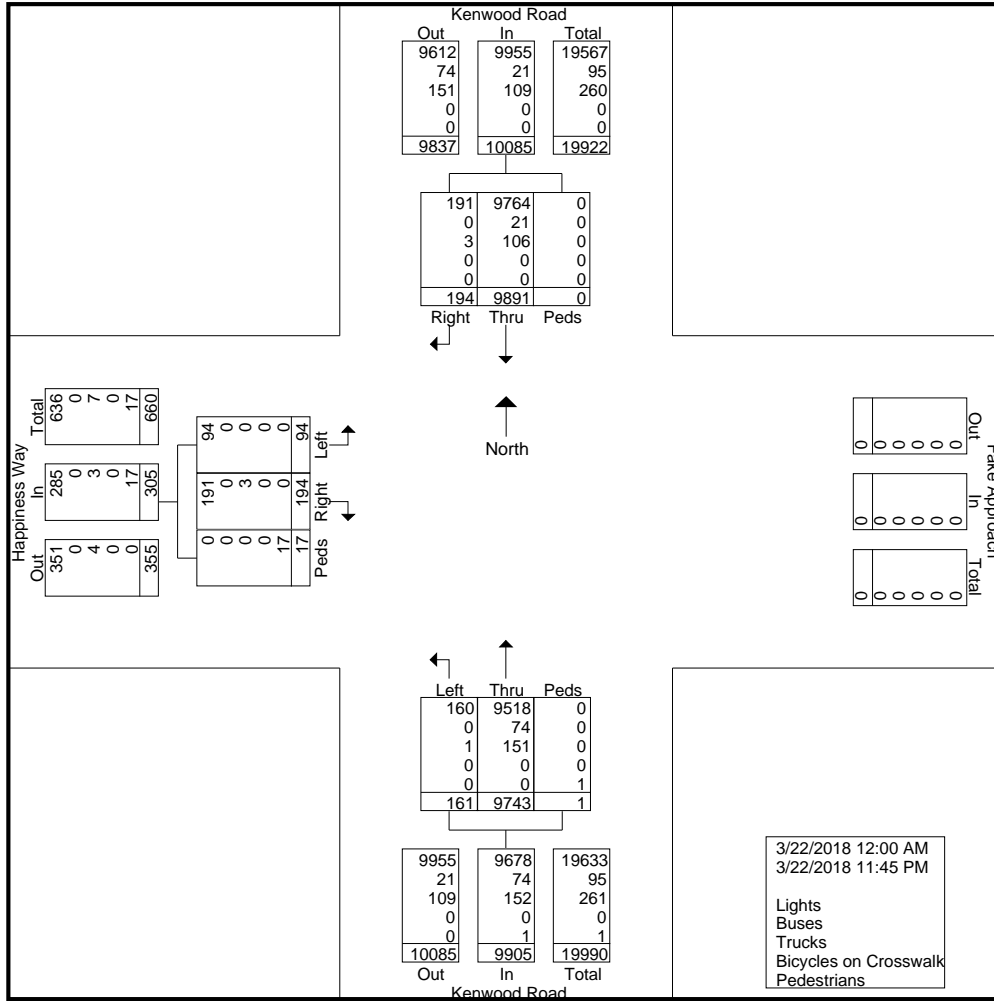 Kenwood Road
Out In Total
9612 9955 19567
74 21 95
151 109 260
0 0 0
0 0 0
9837 10085 19922
191 9764 0
0 21 0
3 106 0
0 0 0
0 0 0
194 9891 0
Right Thru Peds
North
Happiness Way
Total
636 0 7 0 17 660
In
285 0 3 0 17 305
Out
351 0 4 0 0 355
94 0 0 0 0 94
Left
191 0 3 0 0 194
Right
0 0 0 0 17 17
Peds
Fake Approach
Out
0 0 0 0 0 0
In
0 0 0 0 0 0
Total
0 0 0 0 0 0
Left Thru Peds
160 9518 0
0 74 0
1 151 0
0 0 0
0 0 1
161 9743 1
9955 9678 19633
21 74 95
109 152 261
0 0 0
0 1 1
10085 9905 19990
Out In Total
Kenwood Road
3/22/2018 12:00 AM
3/22/2018 11:45 PM
Lights
Buses
Trucks
Bicycles on Crosswalk
Pedestrians